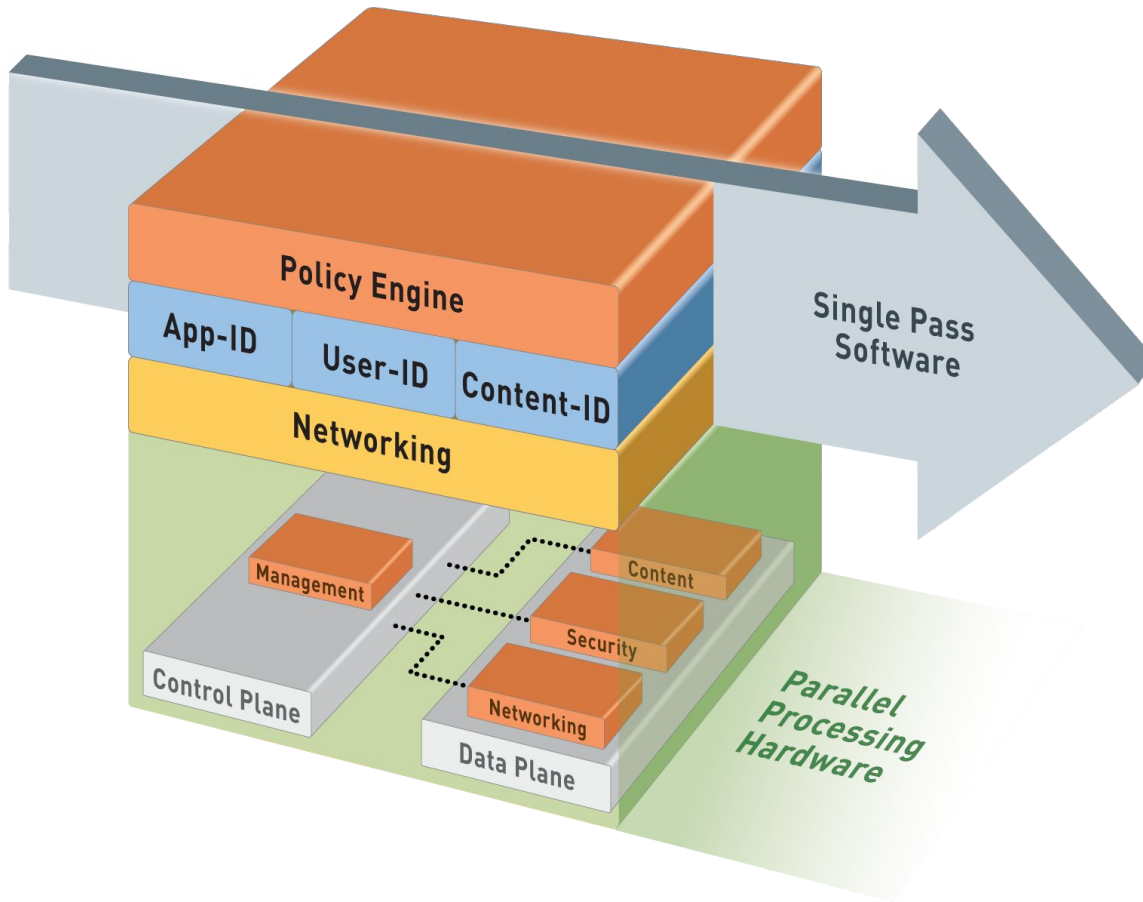 Policy Engine
App-ID
User-ID
Content-ID
Networking
Single Pass
Software
Management
Content
Security
Networking
Control Plane
Data Plane
Parallel
Processing
Hardware